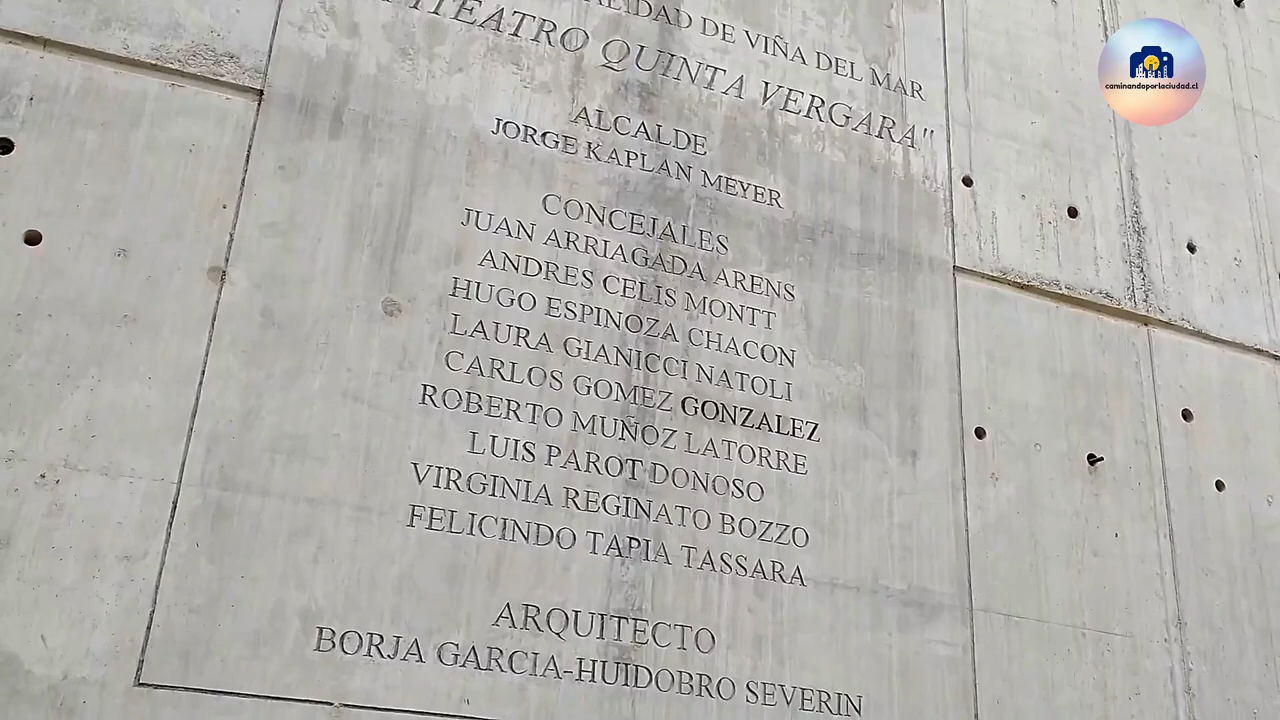 DE VIÑA DEL MAR
QUINTA VERGARA"
ALCALDE
JORGE KAPLAN MEYER
CONCEJALES
JUAN ARRIAGADA ARENS
ANDRES CELIS MONTT
HUGO ESPINOZA CHACON
LAURA GIANICCI NATOLI
CARLOS GOMEZ GONZALEZ
ROBERTO MUÑOZ LATORRE
LUIS PAROT DONOSO
VIRGINIA REGINATO BOZZO
FELICINDO TAPIA TASSARA
ARQUITECTO
BORJA GARCIA-HUIDOBRO SEVERIN
caminandoporlaciudad.cl